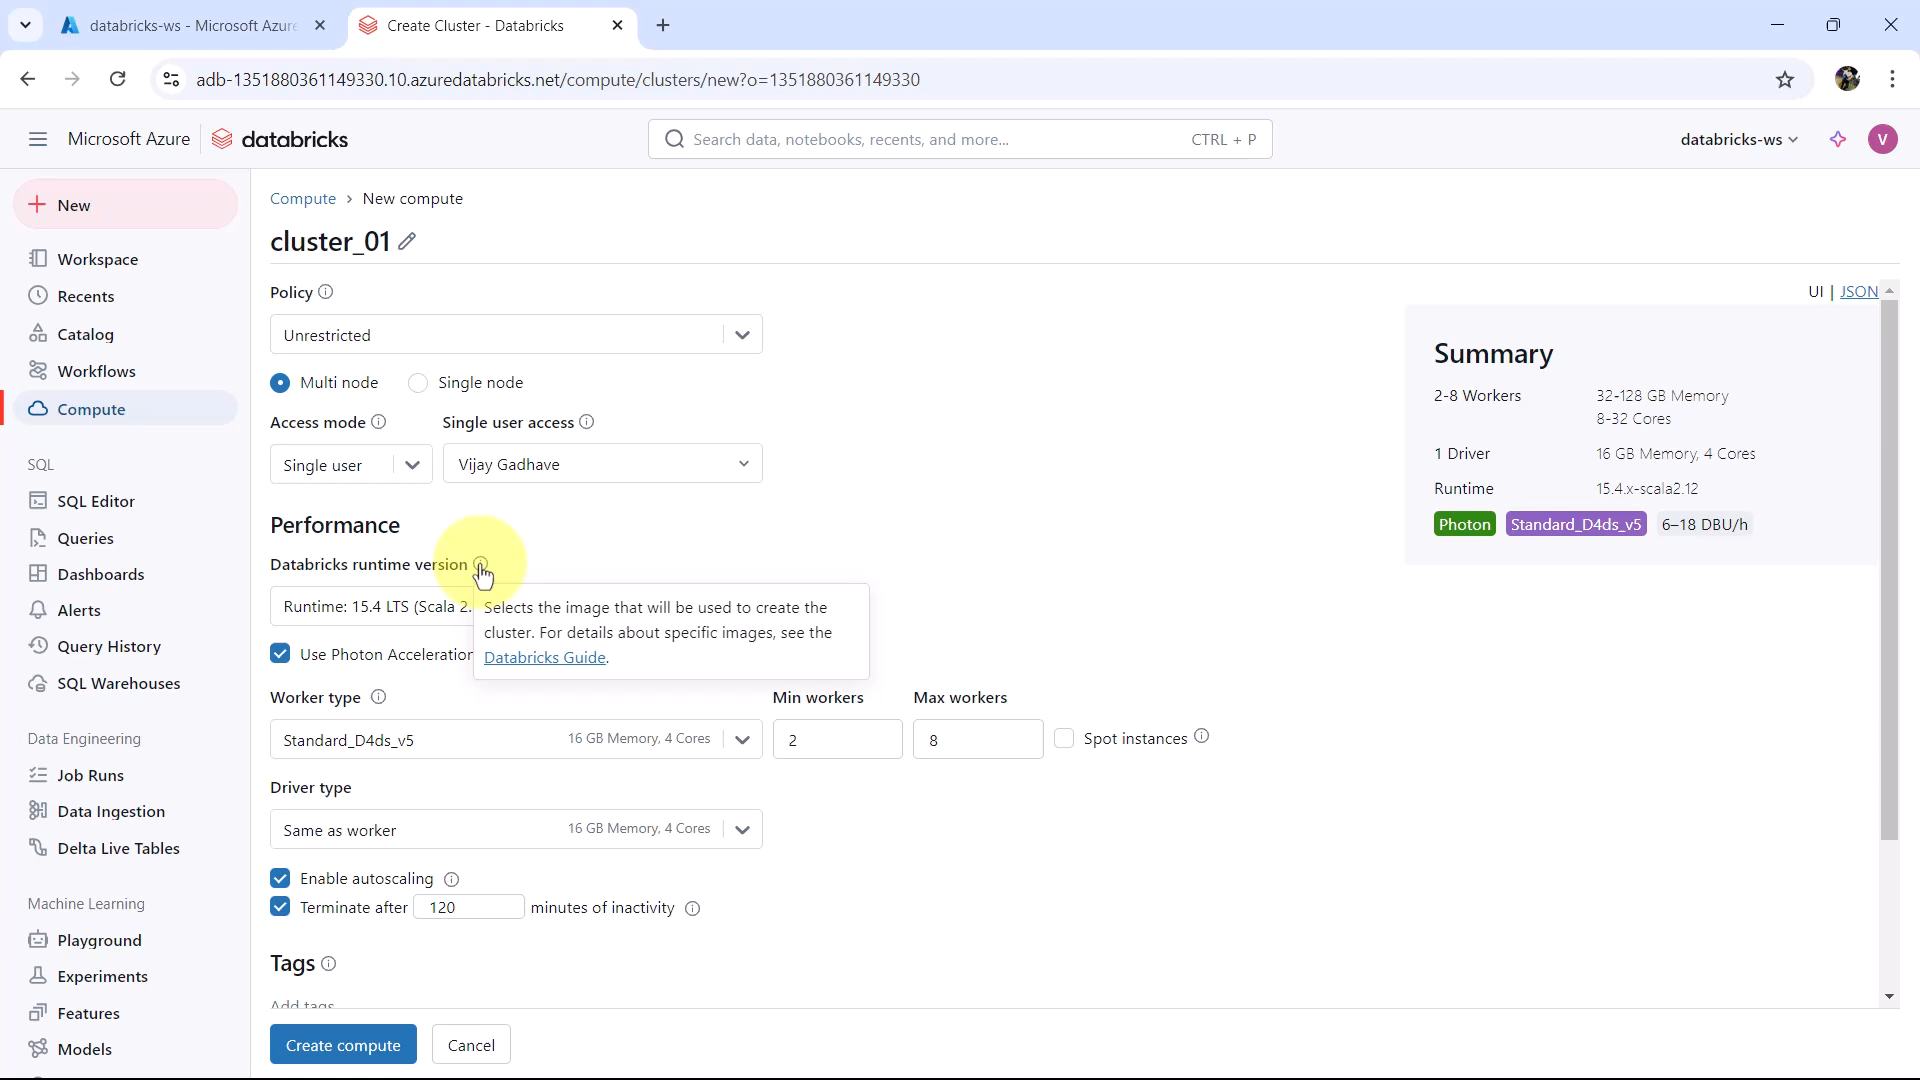 databricks-ws - Microsoft Azure
Create Cluster - Databricks
adb-1351880361149330.10.azuredatabricks.net/compute/clusters/new?o=1351880361149330
Microsoft Azure
databricks
Search data, notebooks, recents, and more...
CTRL + P
databricks-ws
V
New
Workspace
Recents
Catalog
Workflows
Compute
SQL
SQL Editor
Queries
Dashboards
Alerts
Query History
SQL Warehouses
Data Engineering
Job Runs
Data Ingestion
Delta Live Tables
Machine Learning
Playground
Experiments
Features
Models
Compute › New compute
cluster_01
UI | JSON
Policy
Unrestricted
Multi node
Single node
Access mode
Single user access
Single user
Vijay Gadhave
Performance
Databricks runtime version
Runtime: 15.4 LTS (Scala 2.
Selects the image that will be used to create the
cluster. For details about specific images, see the
Databricks Guide.
Use Photon Acceleration
Worker type
Min workers
Max workers
Standard_D4ds_v5
16 GB Memory, 4 Cores
2
8
Spot instances
Driver type
Same as worker
16 GB Memory, 4 Cores
Enable autoscaling
Terminate after 120 minutes of inactivity
Tags
Add tags
Create compute
Cancel
Summary
2-8 Workers
32-128 GB Memory
8-32 Cores
1 Driver
16 GB Memory, 4 Cores
Runtime
15.4.x-scala2.12
Photon
Standard_D4ds_v5
6–18 DBU/h